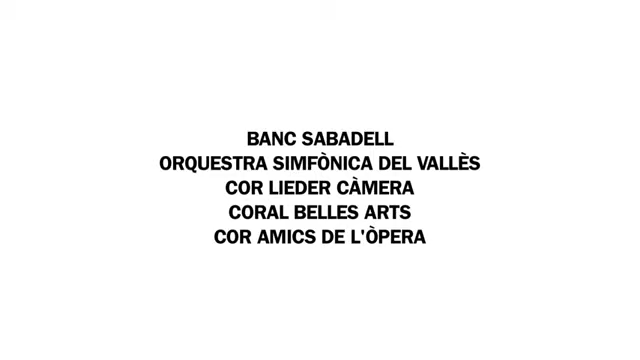 BANC SABADELL
ORQUESTRA SIMFÒNICA DEL VALLÈS
COR LIEDER CÀMERA
CORAL BELLES ARTS
COR AMICS DE L'ÒPERA